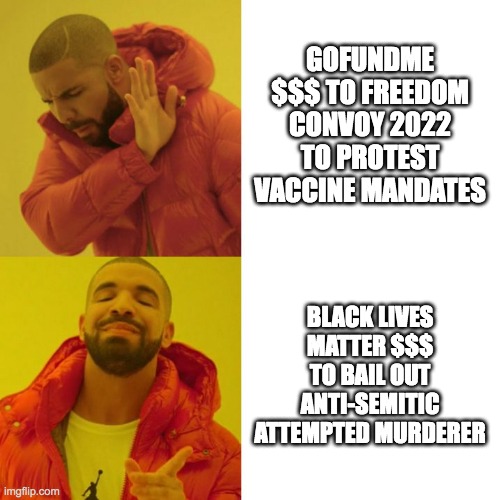 GOFUNDME
$$$ TO FREEDOM
CONVOY 2022
TO PROTEST
VACCINE MANDATES
BLACK LIVES
MATTER $$$
TO BAIL OUT
ANTI-SEMITIC
ATTEMPTED MURDERER
imgflip.com